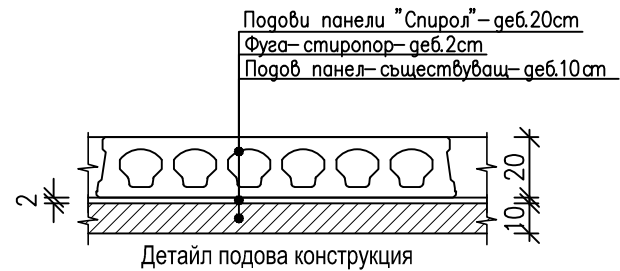 Подови панели "Спирол"-деб.20cm
Фуга-стиропор-деб.2cm
Подов панел-съществуващ-деб.10cm
20
2
10
Детайл подова конструкция